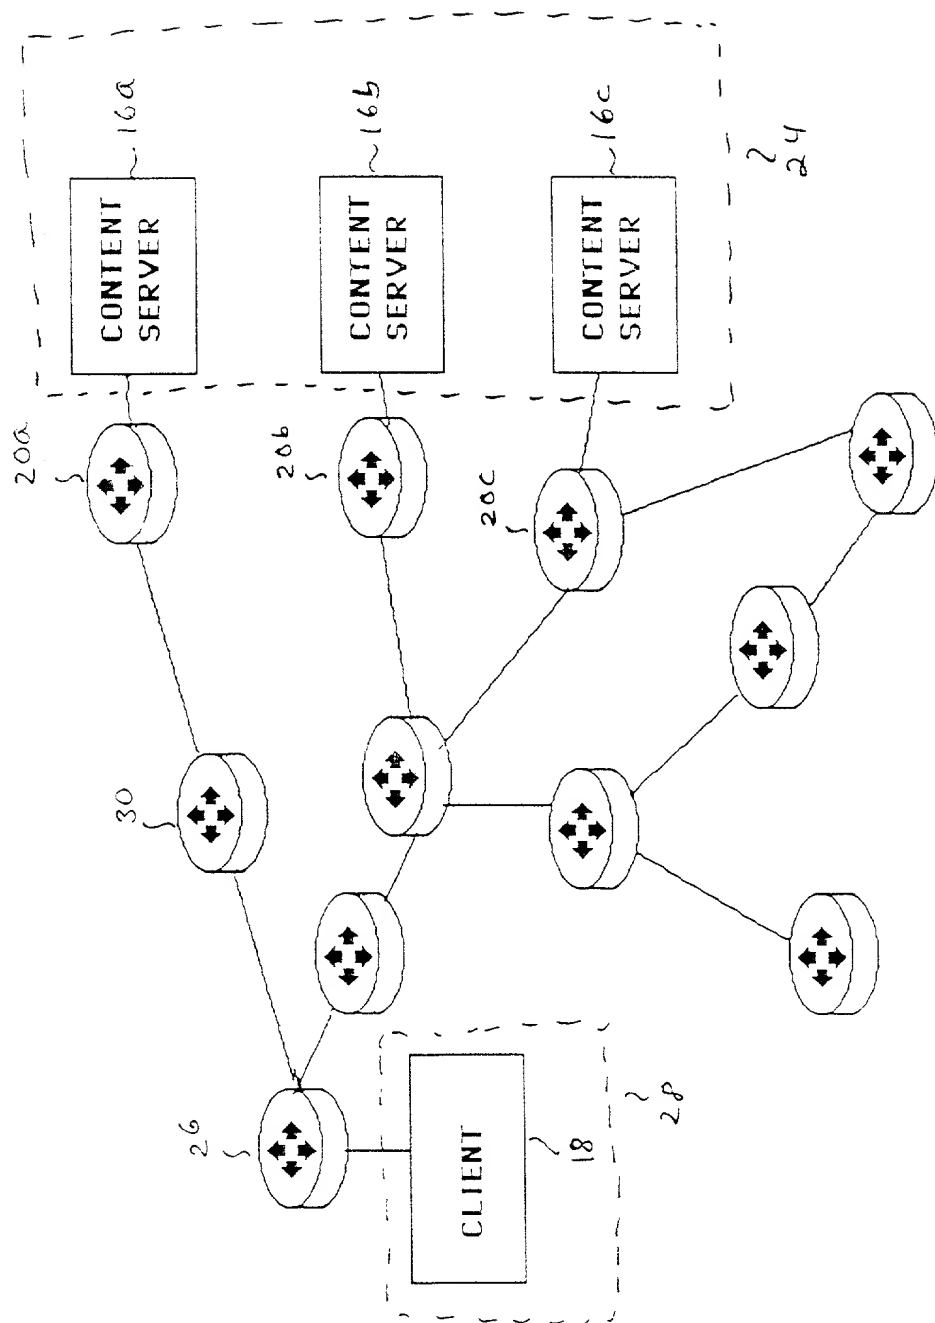 16a
16b
16c
CONTENT
SERVER
CONTENT
SERVER
CONTENT
SERVER
24
20a
20b
20c
30
26
CLIENT
18
28